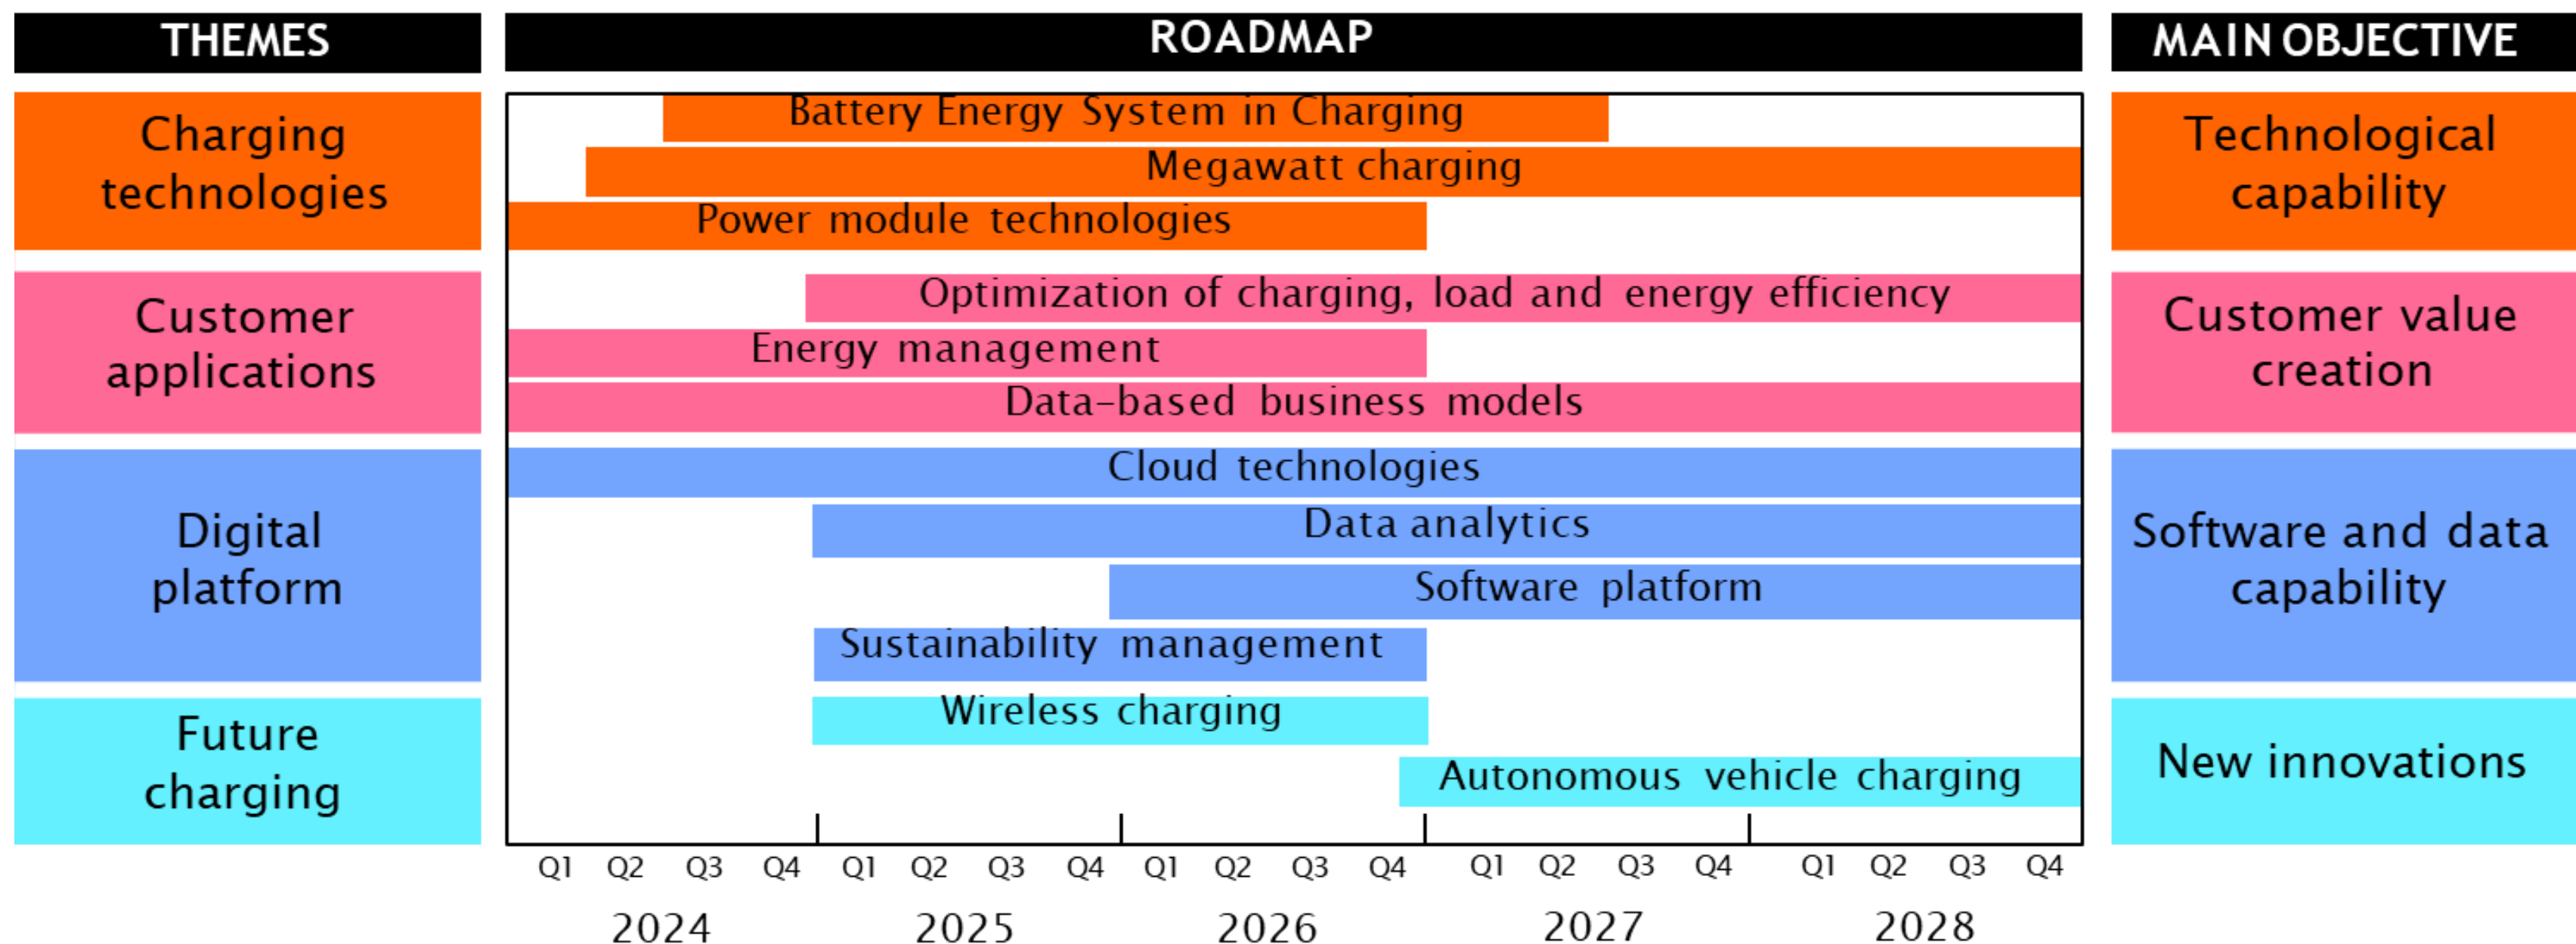 THEMES
ROADMAP
MAIN OBJECTIVE
Charging
technologies
Battery Energy System in Charging
Megawatt charging
Power module technologies
Technological
capability
Customer
applications
Optimization of charging, load and energy efficiency
Energy management
Data-based business models
Customer value
creation
Digital
platform
Cloud technologies
Data analytics
Software platform
Sustainability management
Software and data
capability
Future
charging
Wireless charging
Autonomous vehicle charging
New innovations
Q1 Q2 Q3 Q4 Q1 Q2 Q3 Q4 Q1 Q2 Q3 Q4 Q1 Q2 Q3 Q4 Q1 Q2 Q3 Q4
2024 2025 2026 2027 2028